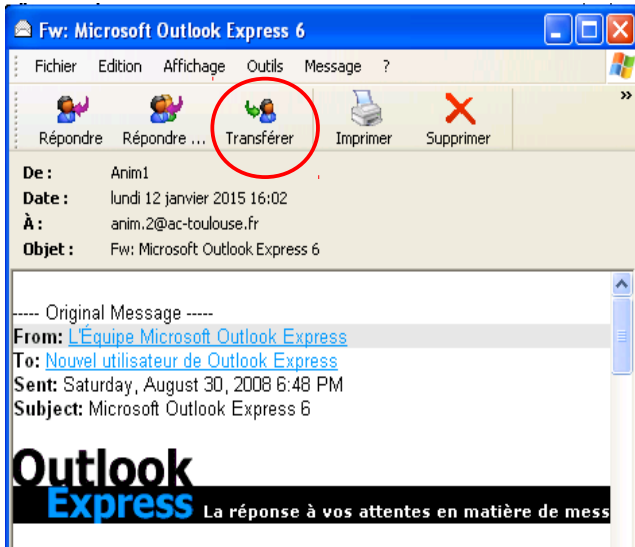 Fw: Microsoft Outlook Express 6
Fichier Edition Affichage Outils Message ?
»
Répondre Répondre ... Transférer Imprimer Supprimer
De : Anim1
Date : lundi 12 janvier 2015 16:02
À : anim.2@ac-toulouse.fr
Objet : Fw: Microsoft Outlook Express 6
----- Original Message -----
From: L'Équipe Microsoft Outlook Express
To: Nouvel utilisateur de Outlook Express
Sent: Saturday, August 30, 2008 6:48 PM
Subject: Microsoft Outlook Express 6
Outlook
Express La réponse à vos attentes en matière de mess